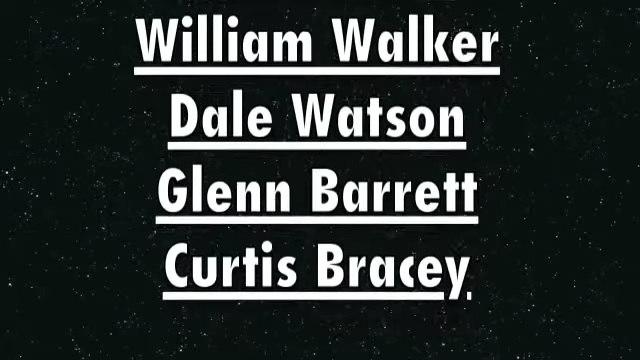 William Walker
Dale Watson
Glenn Barrett
Curtis Bracey